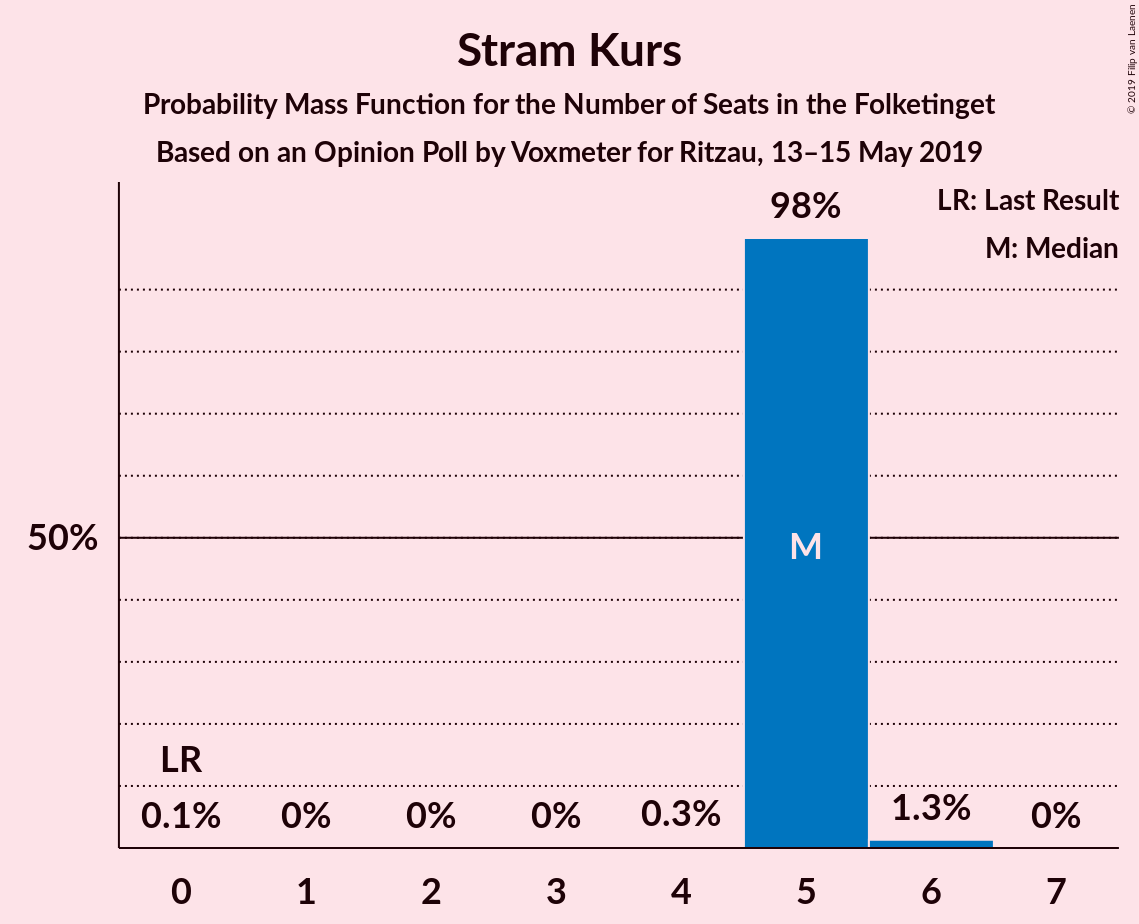 Stram Kurs
Probability Mass Function for the Number of Seats in the Folketinget
Based on an Opinion Poll by Voxmeter for Ritzau, 13–15 May 2019
© 2019 Filip van Laenen
LR: Last Result
M: Median
98%
50%
M
LR
0.1% 0% 0% 0% 0.3% 1.3% 0%
0 1 2 3 4 5 6 7